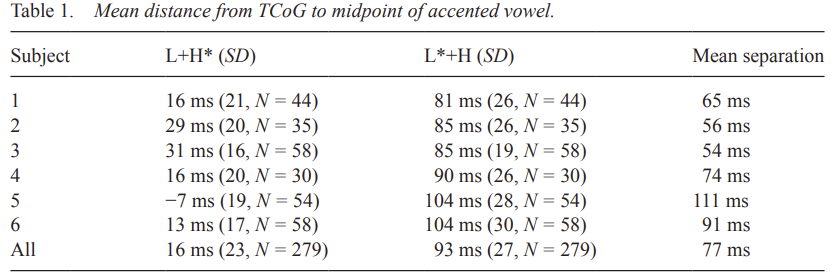 Table 1. Mean distance from TCoG to midpoint of accented vowel.
Subject L+H* (SD) L*+H (SD) Mean separation
1 16 ms (21, N = 44) 81 ms (26, N = 44) 65 ms
2 29 ms (20, N = 35) 85 ms (26, N = 35) 56 ms
3 31 ms (16, N = 58) 85 ms (19, N = 58) 54 ms
4 16 ms (20, N = 30) 90 ms (26, N = 30) 74 ms
5 −7 ms (19, N = 54) 104 ms (28, N = 54) 111 ms
6 13 ms (17, N = 58) 104 ms (30, N = 58) 91 ms
All 16 ms (23, N = 279) 93 ms (27, N = 279) 77 ms